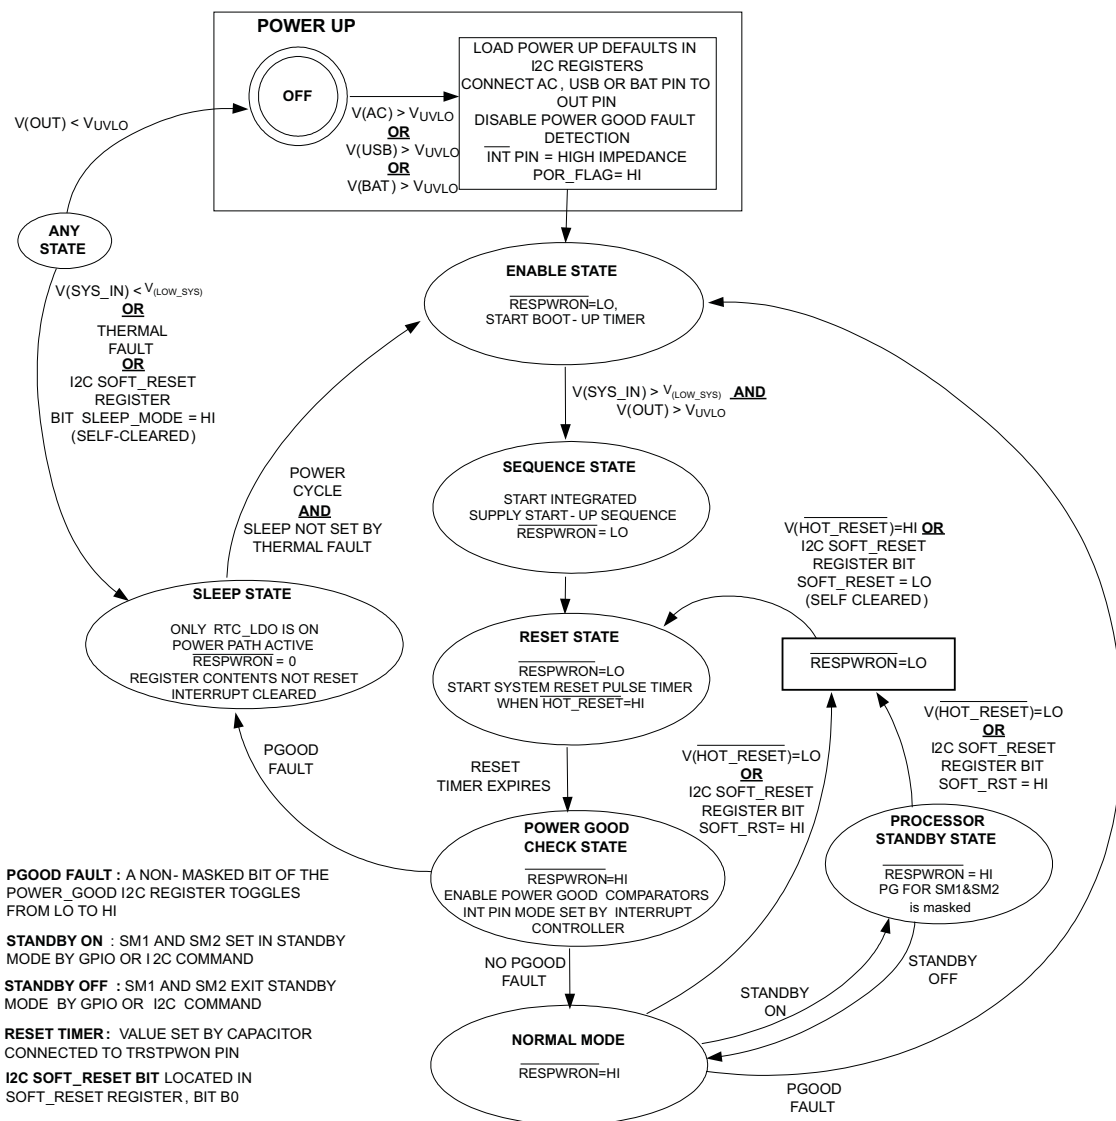 POWER UP
OFF
V(AC) > VUVLO
OR
V(USB) > VUVLO
OR
V(BAT) > VUVLO
LOAD POWER UP DEFAULTS IN
I2C REGISTERS
CONNECT AC, USB OR BAT PIN TO
OUT PIN
DISABLE POWER GOOD FAULT
DETECTION
INT PIN = HIGH IMPEDANCE
POR_FLAG= HI
V(OUT) < VUVLO
ANY
STATE
V(SYS_IN) < V(LOW_SYS)
OR
THERMAL
FAULT
OR
I2C SOFT_RESET
REGISTER
BIT SLEEP_MODE = HI
(SELF-CLEARED)
ENABLE STATE
RESPWRON=LO,
START BOOT- UP TIMER
V(SYS_IN) > V(LOW_SYS) AND
V(OUT) > VUVLO
SEQUENCE STATE
START INTEGRATED
SUPPLY START- UP SEQUENCE
RESPWRON = LO
POWER
CYCLE
AND
SLEEP NOT SET BY
THERMAL FAULT
V(HOT_RESET)=HI OR
I2C SOFT_RESET
REGISTER BIT
SOFT_RESET = LO
(SELF CLEARED)
SLEEP STATE
ONLY RTC_LDO IS ON
POWER PATH ACTIVE
RESPWRON = 0
REGISTER CONTENTS NOT RESET
INTERRUPT CLEARED
RESET STATE
RESPWRON=LO
START SYSTEM RESET PULSE TIMER
WHEN HOT_RESET=HI
RESPWRON=LO
PGOOD
FAULT
RESET
TIMER EXPIRES
V(HOT_RESET)=LO
OR
I2C SOFT_RESET
REGISTER BIT
SOFT_RST= HI
V(HOT_RESET)=LO
OR
I2C SOFT_RESET
REGISTER BIT
SOFT_RST = HI
POWER GOOD
CHECK STATE
RESPWRON=HI
ENABLE POWER GOOD COMPARATORS
INT PIN MODE SET BY INTERRUPT
CONTROLLER
PROCESSOR
STANDBY STATE
RESPWRON = HI
PG FOR SM1&SM2
is masked
NO PGOOD
FAULT
STANDBY
ON
STANDBY
OFF
NORMAL MODE
RESPWRON=HI
PGOOD
FAULT
PGOOD FAULT : A NON- MASKED BIT OF THE
POWER_GOOD I2C REGISTER TOGGLES
FROM LO TO HI
STANDBY ON : SM1 AND SM2 SET IN STANDBY
MODE BY GPIO OR I2C COMMAND
STANDBY OFF : SM1 AND SM2 EXIT STANDBY
MODE BY GPIO OR I2C COMMAND
RESET TIMER: VALUE SET BY CAPACITOR
CONNECTED TO TRSTPWON PIN
I2C SOFT_RESET BIT LOCATED IN
SOFT_RESET REGISTER, BIT B0